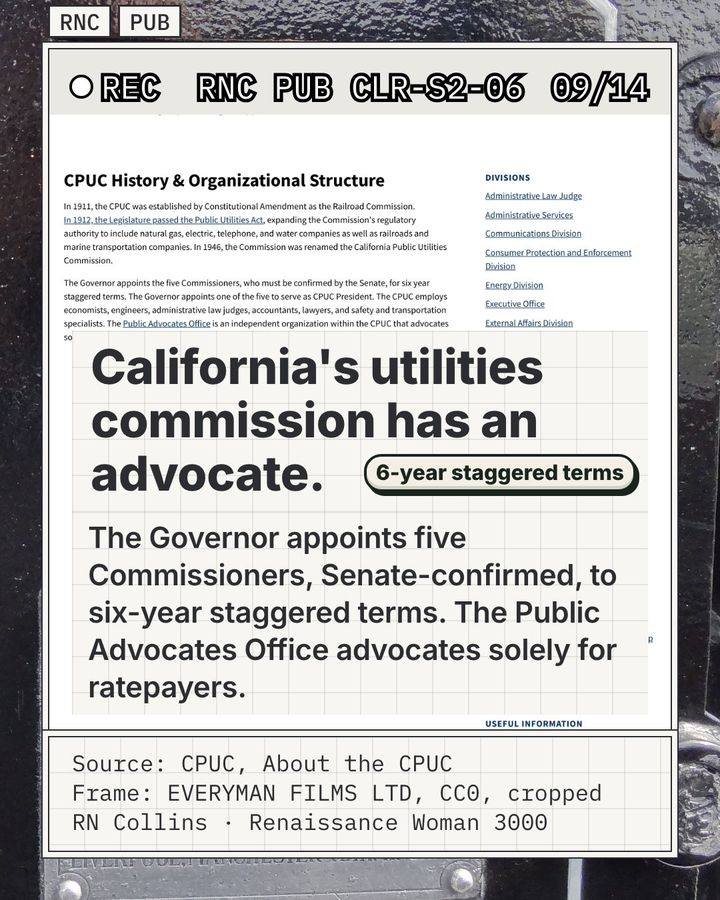 RNC PUB
REC RNC PUB CLR-S2-06 09/14
CPUC History & Organizational Structure
In 1911, the CPUC was established by Constitutional Amendment as the Railroad Commission.
In 1912, the Legislature passed the Public Utilities Act, expanding the Commission's regulatory
authority to include natural gas, electric, telephone, and water companies as well as railroads and
marine transportation companies. In 1946, the Commission was renamed the California Public Utilities
Commission.
The Governor appoints the five Commissioners, who must be confirmed by the Senate, for six year
staggered terms. The Governor appoints one of the five to serve as CPUC President. The CPUC employs
economists, engineers, administrative law judges, accountants, lawyers, and safety and transportation
specialists. The Public Advocates Office is an independent organization within the CPUC that advocates
so
DIVISIONS
Administrative Law Judge
Administrative Services
Communications Division
Consumer Protection and Enforcement
Division
Energy Division
Executive Office
External Affairs Division
California's utilities
commission has an
advocate.
6-year staggered terms
The Governor appoints five
Commissioners, Senate-confirmed, to
six-year staggered terms. The Public
Advocates Office advocates solely for
ratepayers.
USEFUL INFORMATION
Source: CPUC, About the CPUC
Frame: EVERYMAN FILMS LTD, CC0, cropped
RN Collins · Renaissance Woman 3000